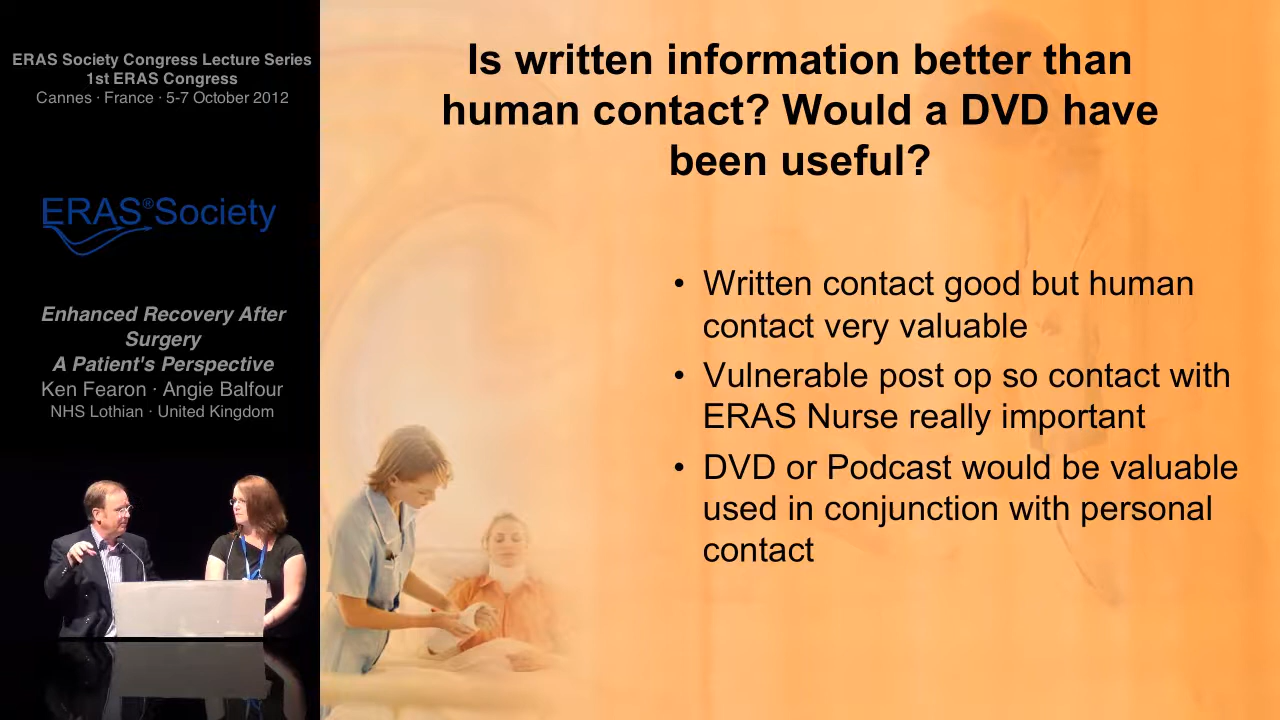 ERAS Society Congress Lecture Series
1st ERAS Congress
Cannes · France · 5-7 October 2012
ERAS®Society
Enhanced Recovery After
Surgery
A Patient's Perspective
Ken Fearon · Angie Balfour
NHS Lothian · United Kingdom
Is written information better than
human contact? Would a DVD have
been useful?
• Written contact good but human
contact very valuable
• Vulnerable post op so contact with
ERAS Nurse really important
• DVD or Podcast would be valuable
used in conjunction with personal
contact